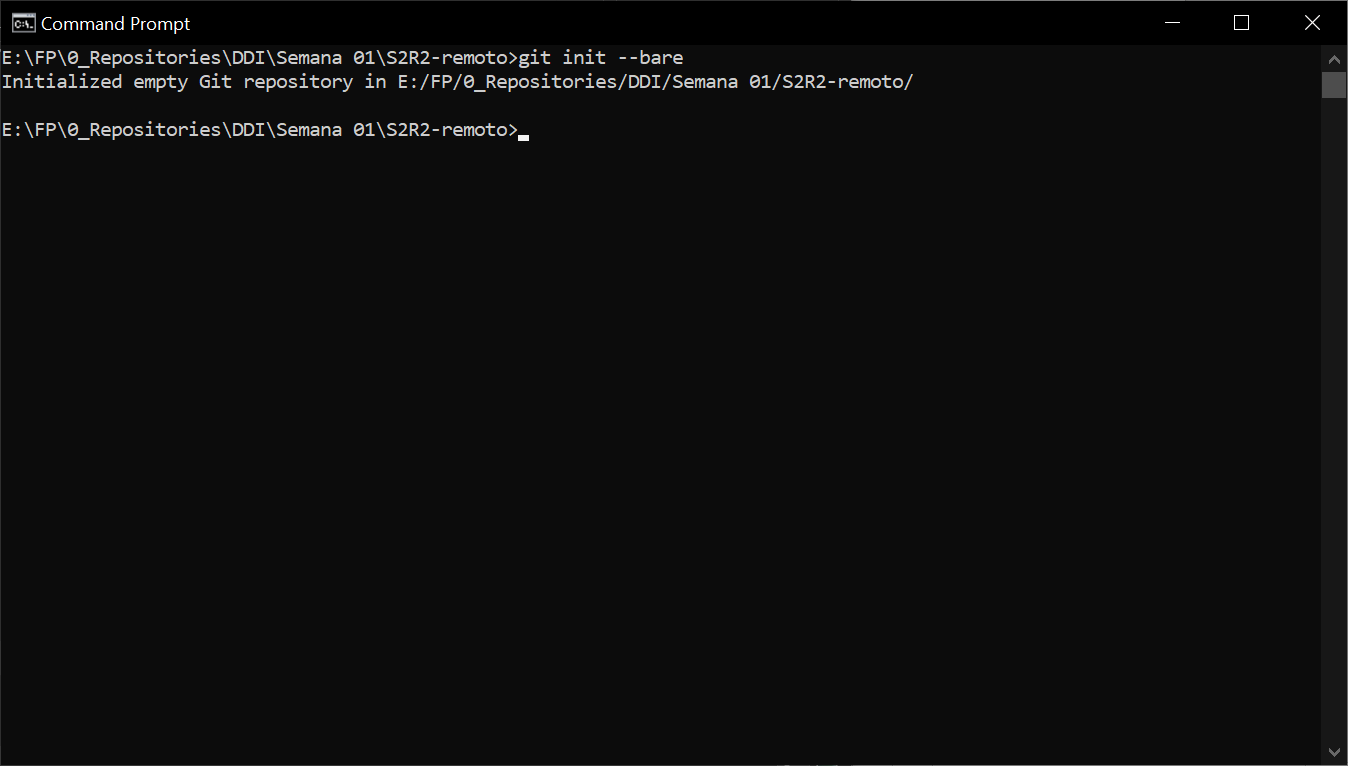 Command Prompt
E:\FP\0_Repositories\DDI\Semana 01\S2R2-remoto>git init --bare
Initialized empty Git repository in E:/FP/0_Repositories/DDI/Semana 01/S2R2-remoto/
E:\FP\0_Repositories\DDI\Semana 01\S2R2-remoto>